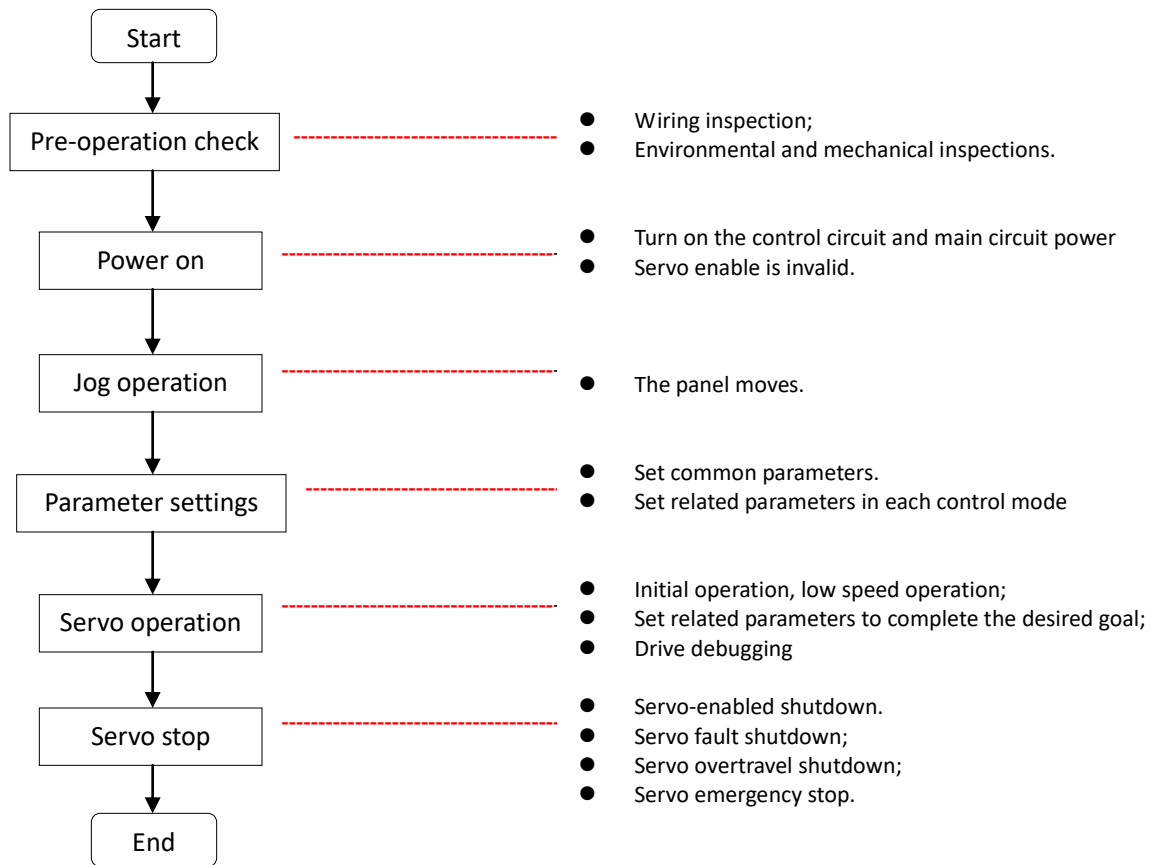 Start
Pre-operation check
● Wiring inspection;
● Environmental and mechanical inspections.
Power on
● Turn on the control circuit and main circuit power
● Servo enable is invalid.
Jog operation
● The panel moves.
Parameter settings
● Set common parameters.
● Set related parameters in each control mode
Servo operation
● Initial operation, low speed operation;
● Set related parameters to complete the desired goal;
● Drive debugging
Servo stop
● Servo-enabled shutdown.
● Servo fault shutdown;
● Servo overtravel shutdown;
● Servo emergency stop.
End